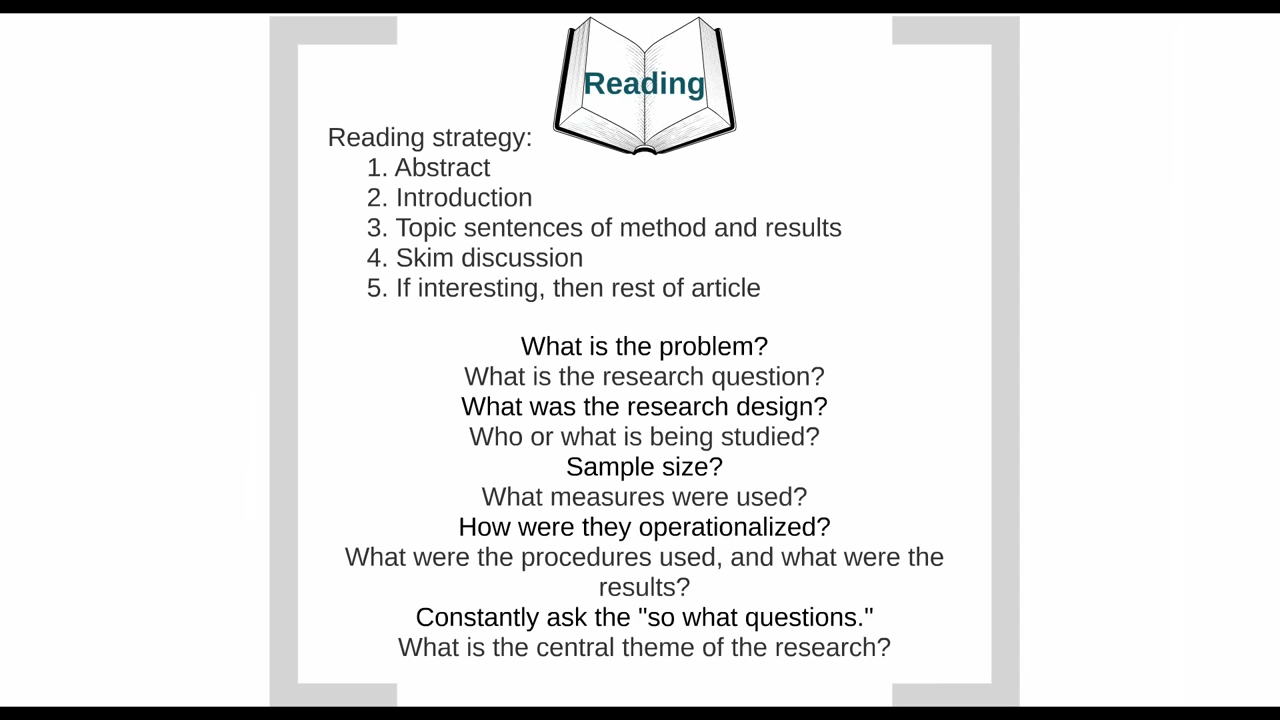 Reading
Reading strategy:
1. Abstract
2. Introduction
3. Topic sentences of method and results
4. Skim discussion
5. If interesting, then rest of article
What is the problem?
What is the research question?
What was the research design?
Who or what is being studied?
Sample size?
What measures were used?
How were they operationalized?
What were the procedures used, and what were the
results?
Constantly ask the "so what questions."
What is the central theme of the research?